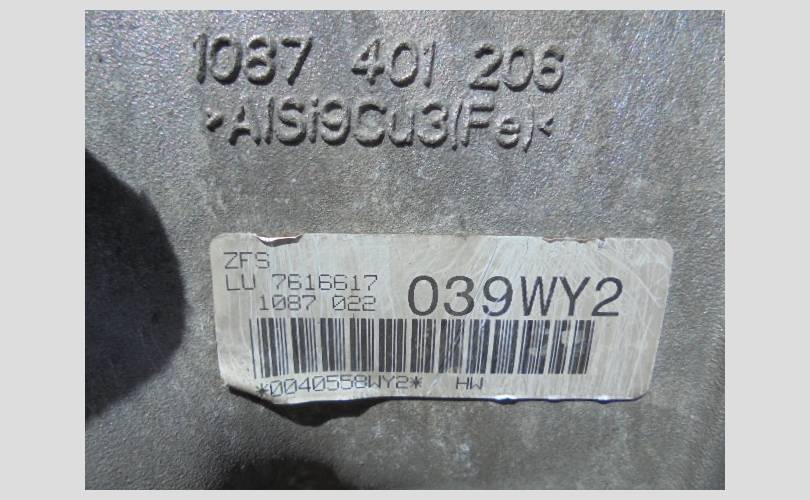 1087 401 206
>AlSi9Cu3(Fe)<
ZFS
LU 7616617
1087 022 039WY2
*0040558WY2* HW